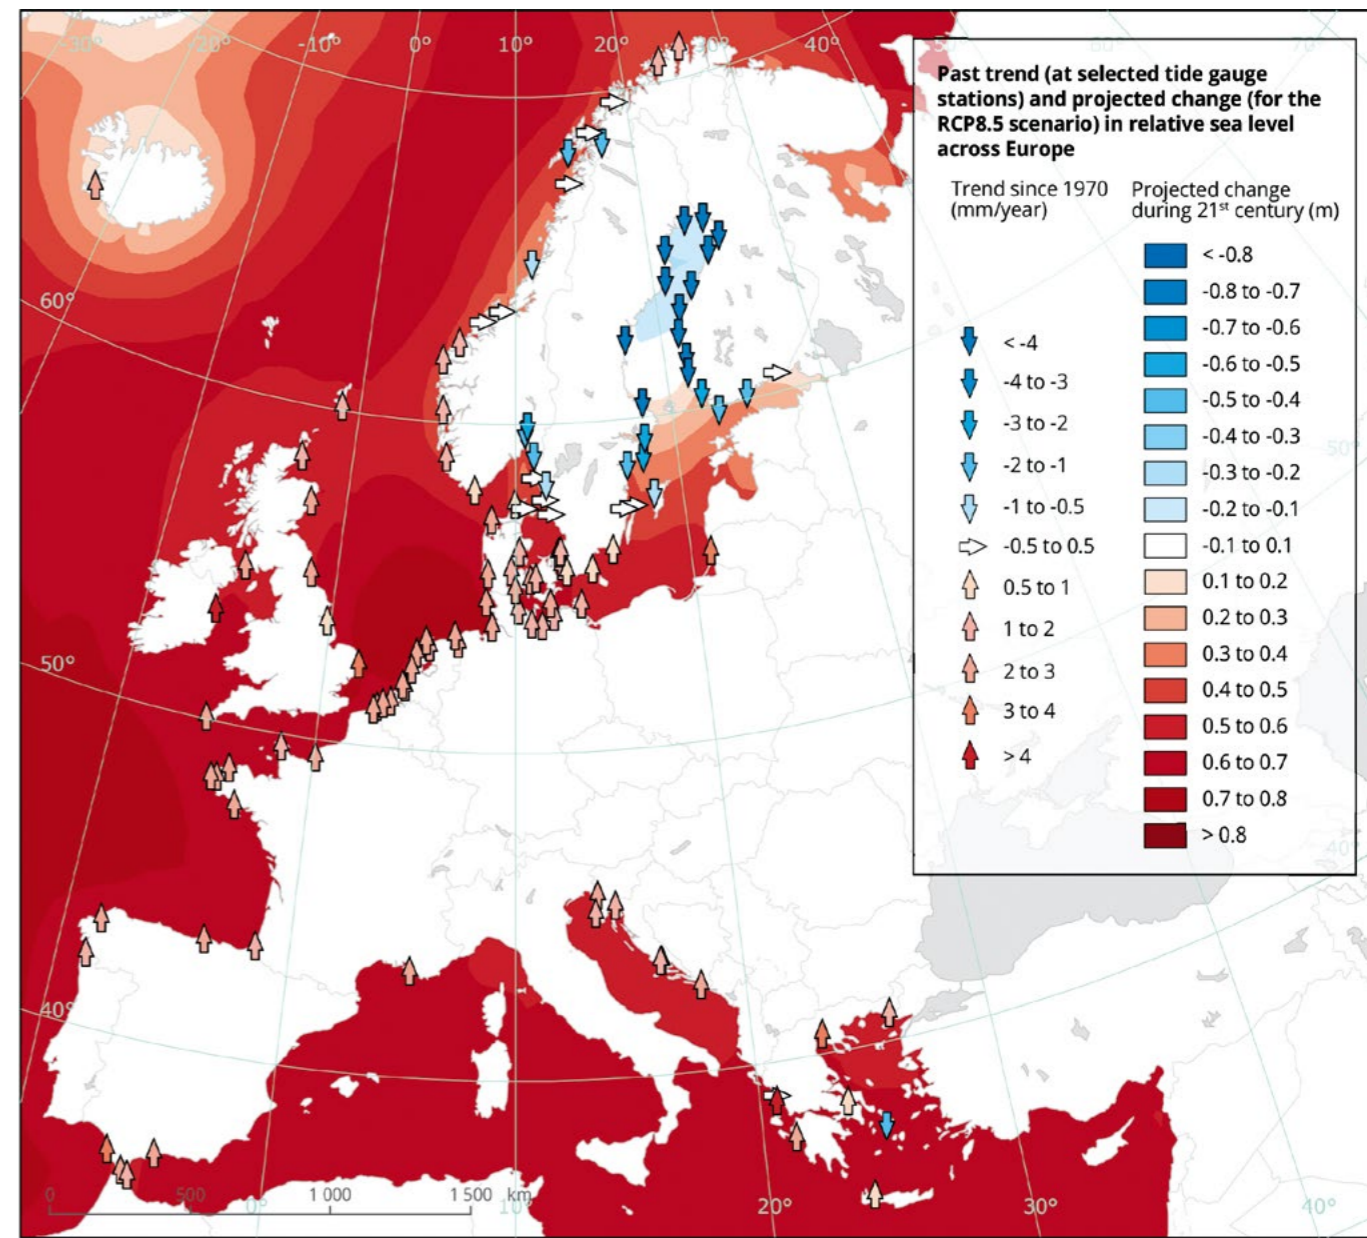 -30°
-20°
-10°
0°
10°
20°
30°
40°
50°
60°
70°
60°
50°
40°
50°
40°
Past trend (at selected tide gauge
stations) and projected change (for the
RCP8.5 scenario) in relative sea level
across Europe
Trend since 1970
(mm/year)
< -4
-4 to -3
-3 to -2
-2 to -1
-1 to -0.5
-0.5 to 0.5
0.5 to 1
1 to 2
2 to 3
3 to 4
> 4
Projected change
during 21st century (m)
< -0.8
-0.8 to -0.7
-0.7 to -0.6
-0.6 to -0.5
-0.5 to -0.4
-0.4 to -0.3
-0.3 to -0.2
-0.2 to -0.1
-0.1 to 0.1
0.1 to 0.2
0.2 to 0.3
0.3 to 0.4
0.4 to 0.5
0.5 to 0.6
0.6 to 0.7
0.7 to 0.8
> 0.8
0 500 1 000 1 500 km
0°
10°
20°
30°
40°